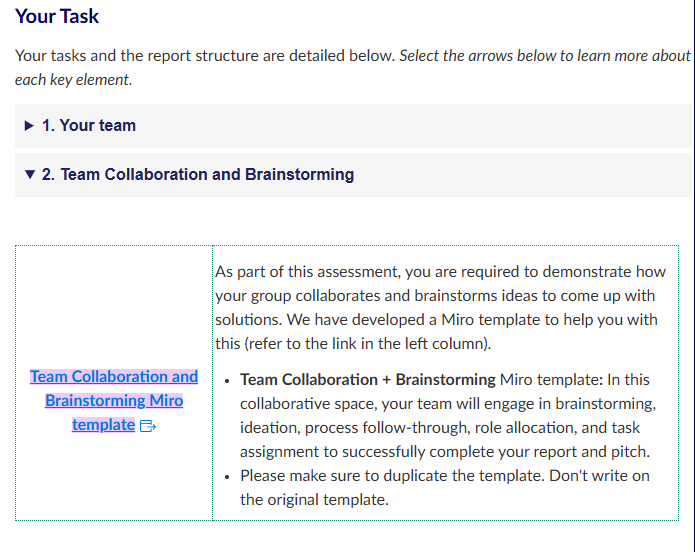 Your Task
Your tasks and the report structure are detailed below. Select the arrows below to learn more about
each key element.
1. Your team
2. Team Collaboration and Brainstorming
Team Collaboration and
Brainstorming Miro
template
As part of this assessment, you are required to demonstrate how
your group collaborates and brainstorms ideas to come up with
solutions. We have developed a Miro template to help you with
this (refer to the link in the left column).
• Team Collaboration + Brainstorming Miro template: In this
collaborative space, your team will engage in brainstorming,
ideation, process follow-through, role allocation, and task
assignment to successfully complete your report and pitch.
• Please make sure to duplicate the template. Don't write on
the original template.